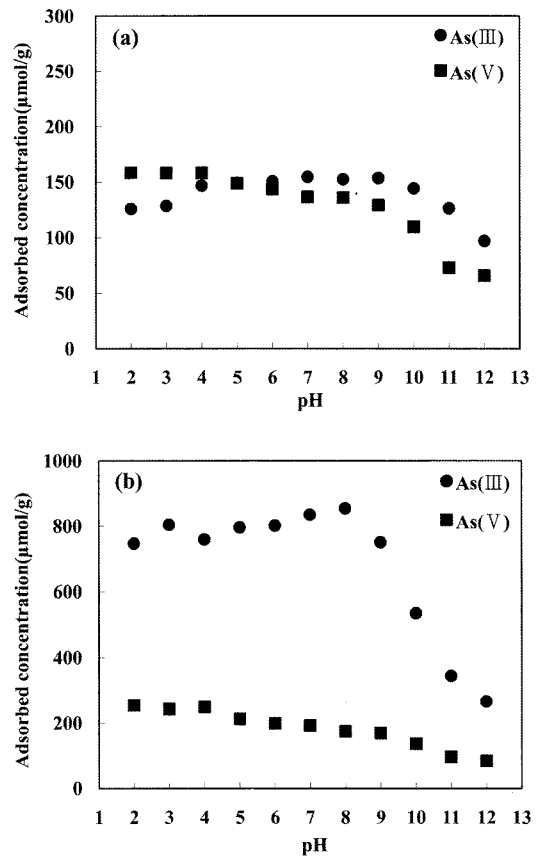 (a)
As(Ⅲ)
As(Ⅴ)
Adsorbed concentration(μmol/g)
300
250
200
150
100
50
0
1 2 3 4 5 6 7 8 9 10 11 12 13
pH
(b)
As(Ⅲ)
As(Ⅴ)
Adsorbed concentration(μmol/g)
1000
800
600
400
200
0
1 2 3 4 5 6 7 8 9 10 11 12 13
pH